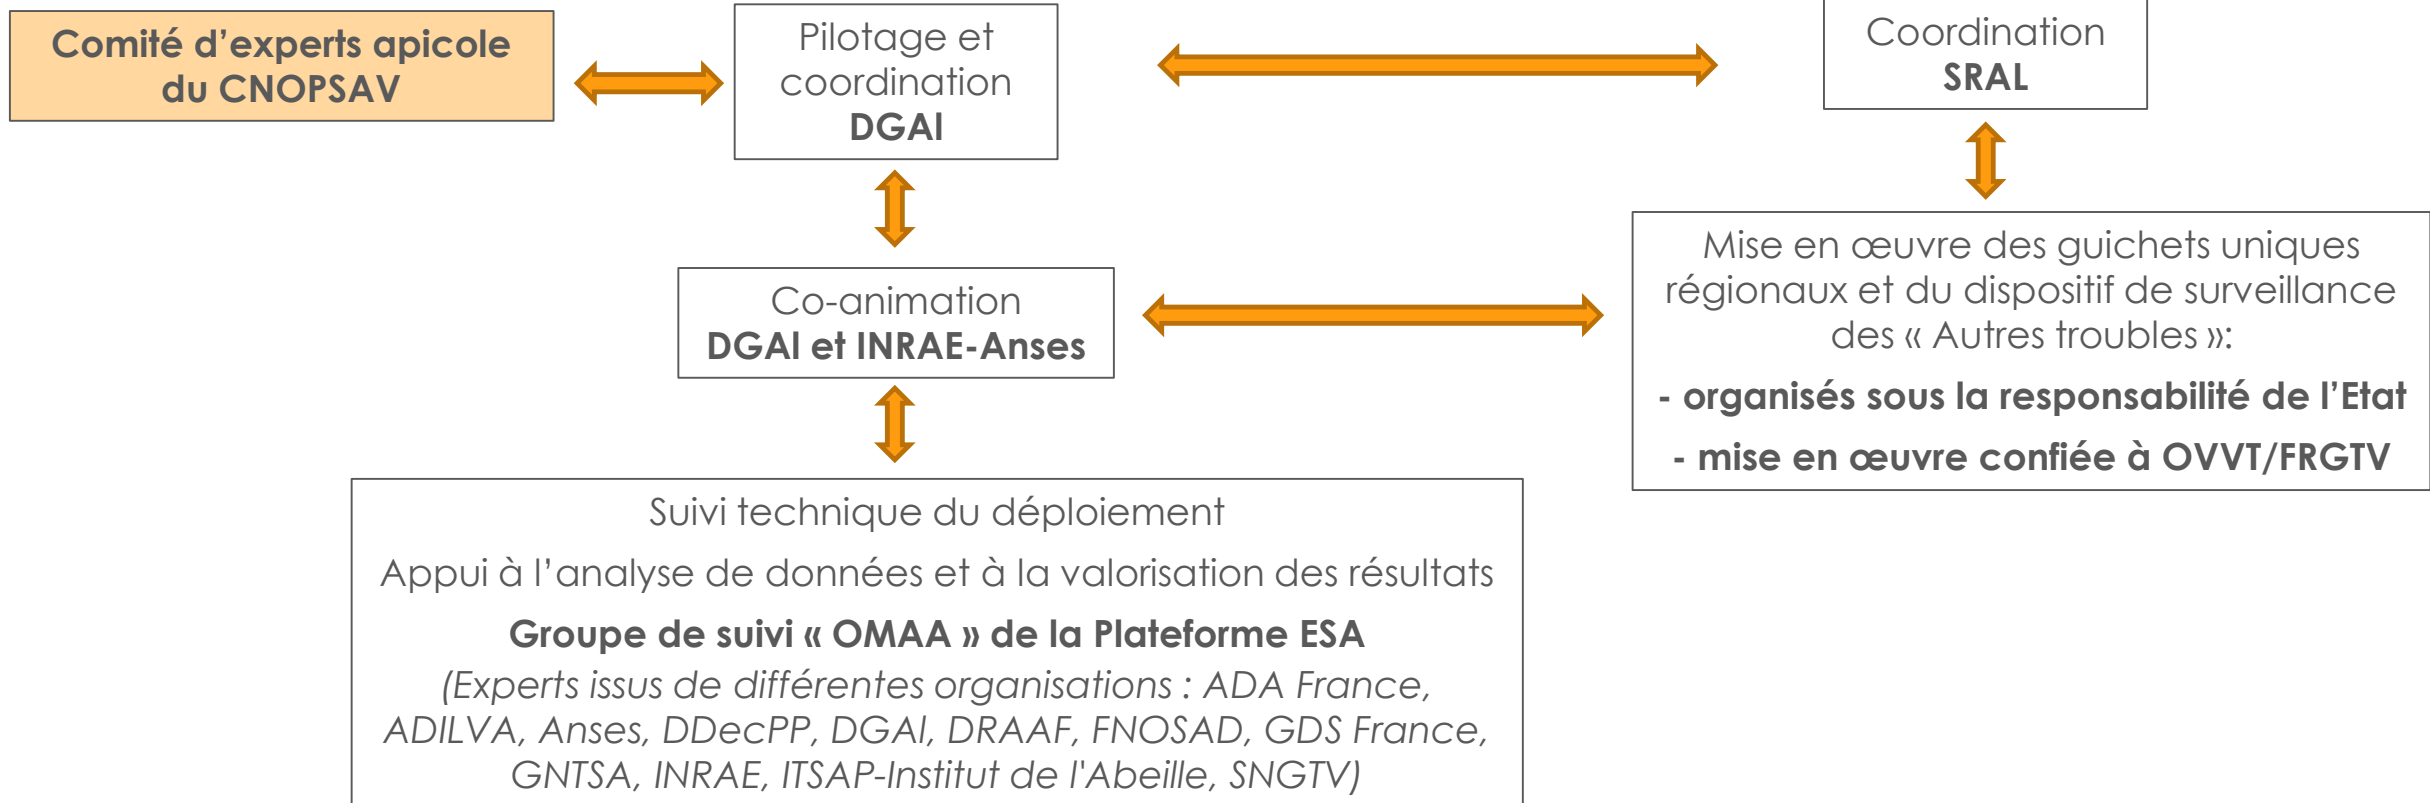 Comité d’experts apicole
du CNOPSAV
Pilotage et
coordination
DGAl
Coordination
SRAL
Co-animation
DGAl et INRAE-Anses
Mise en œuvre des guichets uniques
régionaux et du dispositif de surveillance
des « Autres troubles »:
- organisés sous la responsabilité de l’Etat
- mise en œuvre confiée à OVVT/FRGTV
Suivi technique du déploiement
Appui à l’analyse de données et à la valorisation des résultats
Groupe de suivi « OMAA » de la Plateforme ESA
(Experts issus de différentes organisations : ADA France,
ADILVA, Anses, DDecPP, DGAl, DRAAF, FNOSAD, GDS France,
GNTSA, INRAE, ITSAP-Institut de l'Abeille, SNGTV)